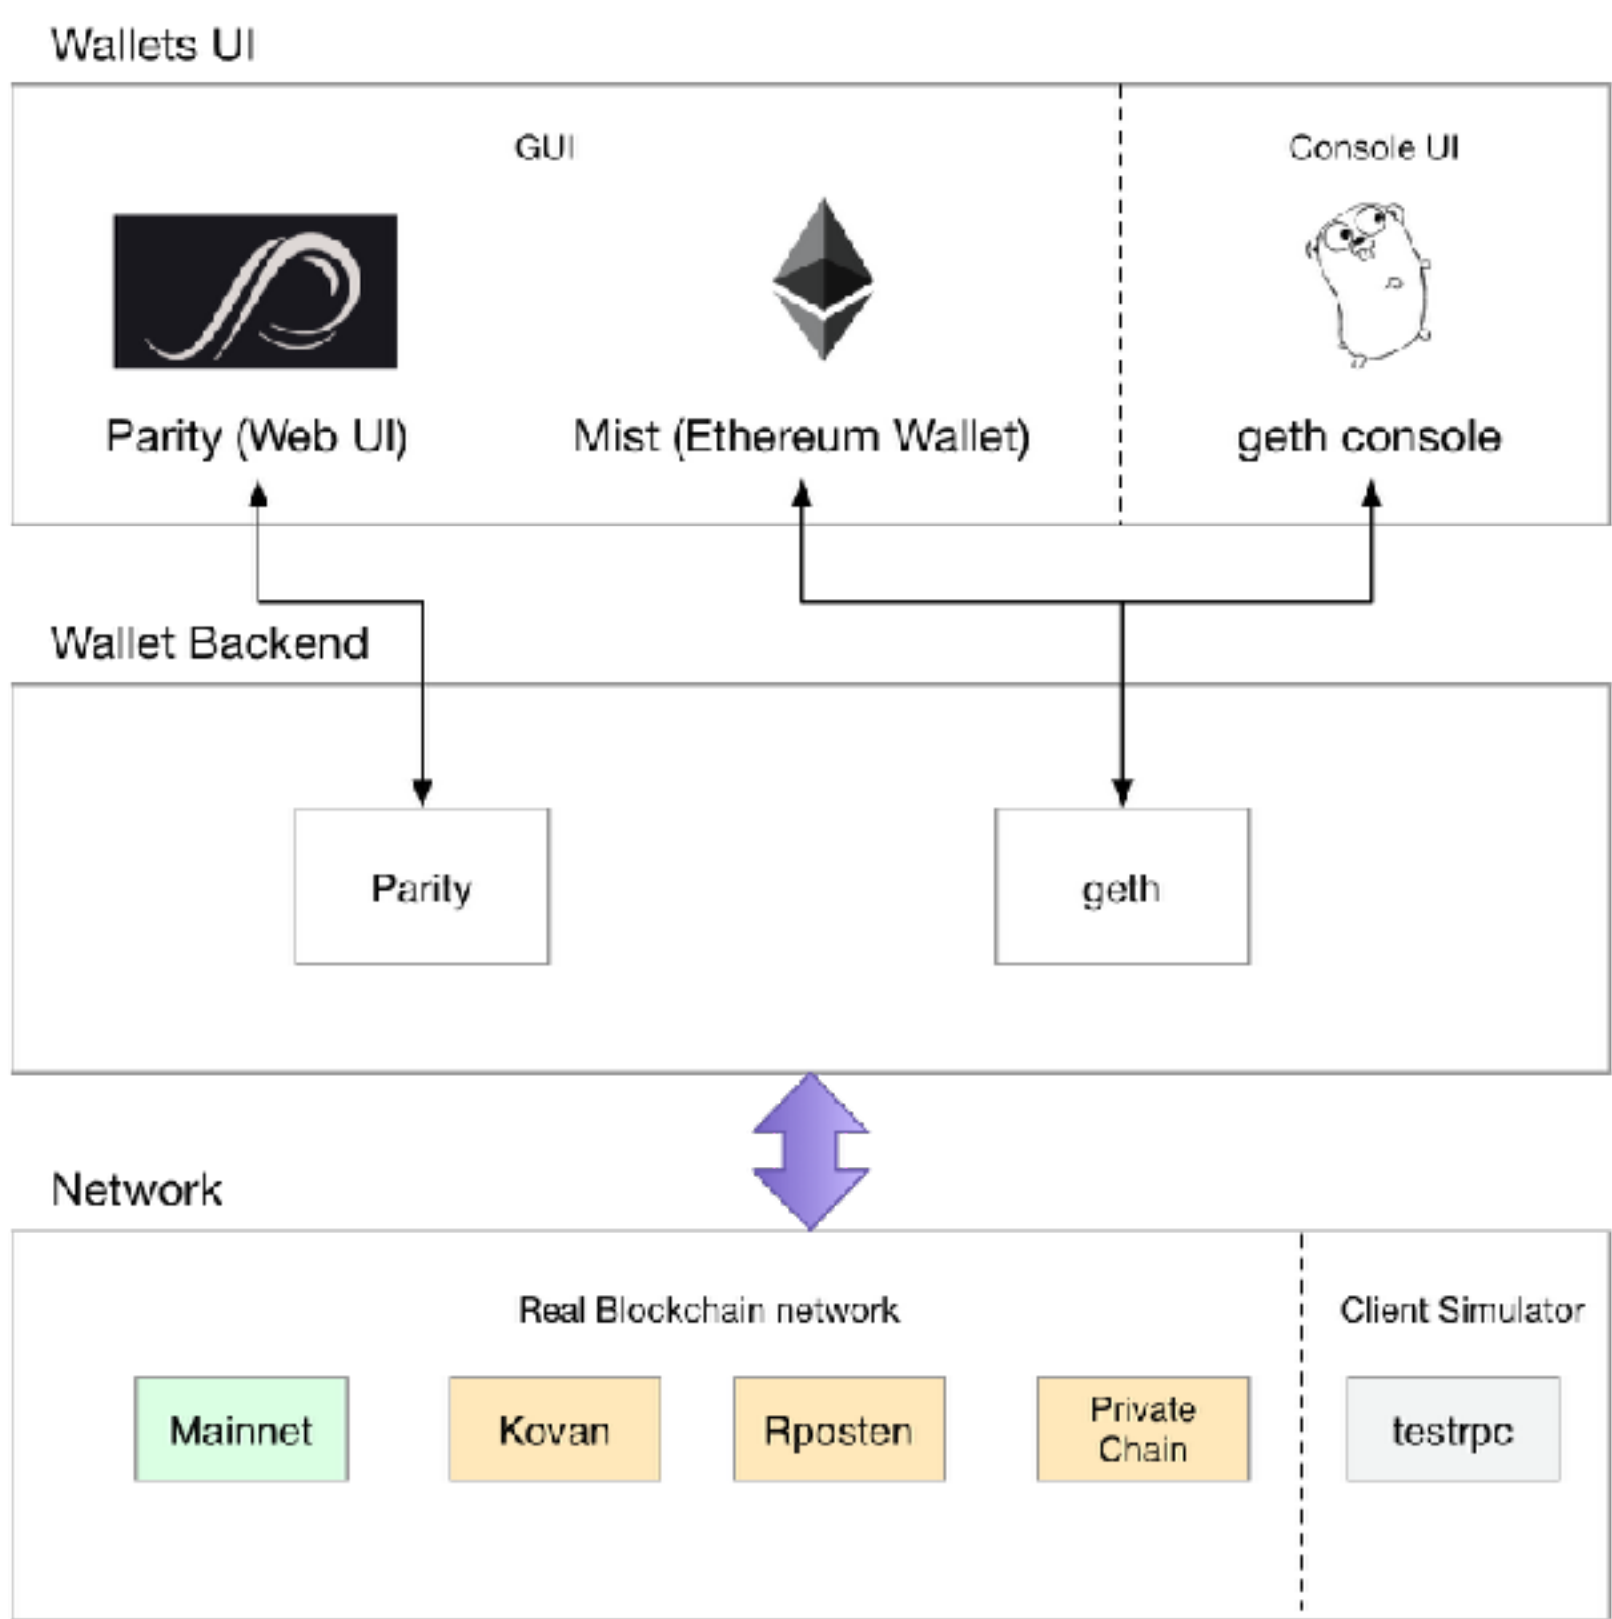 Wallets UI
GUI
Console UI
Parity (Web UI)
Mist (Ethereum Wallet)
geth console
Wallet Backend
Parity
geth
Network
Real Blockchain network
Client Simulator
Mainnet
Kovan
Rposten
Private
Chain
testrpc